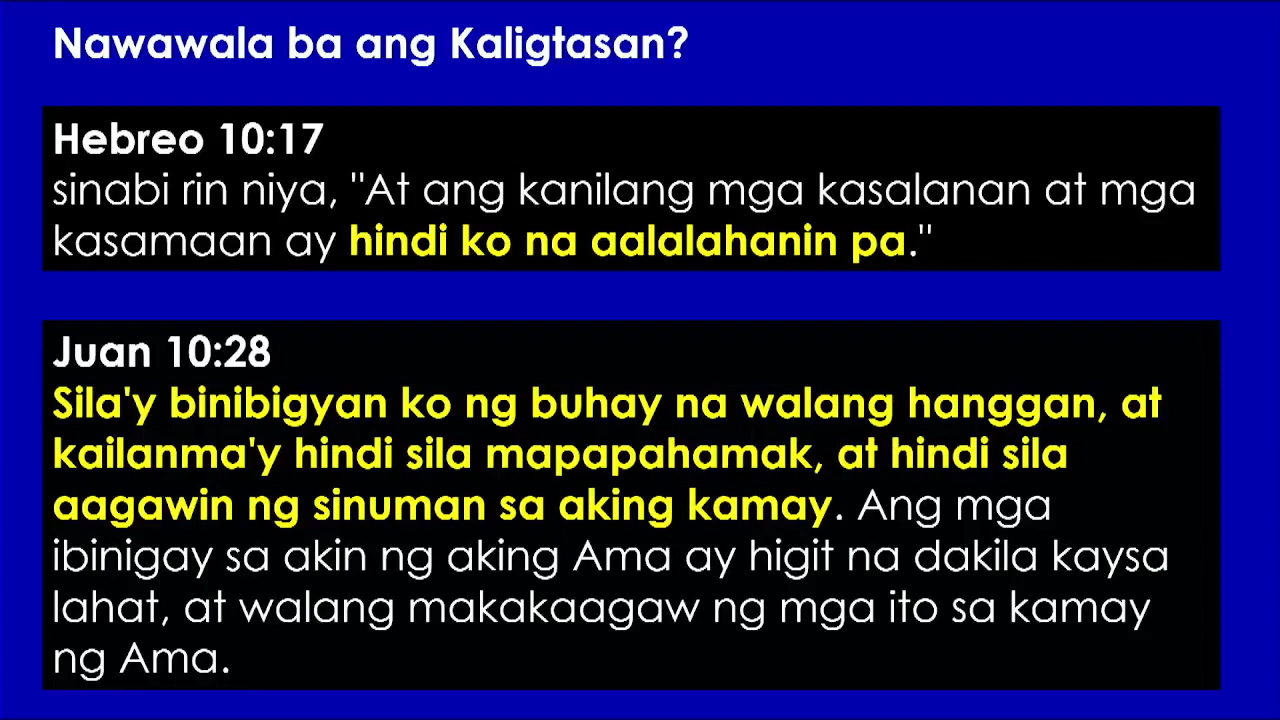 Nawawala ba ang Kaligtasan?
Hebreo 10:17
sinabi rin niya, "At ang kanilang mga kasalanan at mga
kasamaan ay hindi ko na aalalahanin pa."
Juan 10:28
Sila'y binibigyan ko ng buhay na walang hanggan, at
kailanma'y hindi sila mapapahamak, at hindi sila
aagawin ng sinuman sa aking kamay. Ang mga
ibinigay sa akin ng aking Ama ay higit na dakila kaysa
lahat, at walang makakaagaw ng mga ito sa kamay
ng Ama.